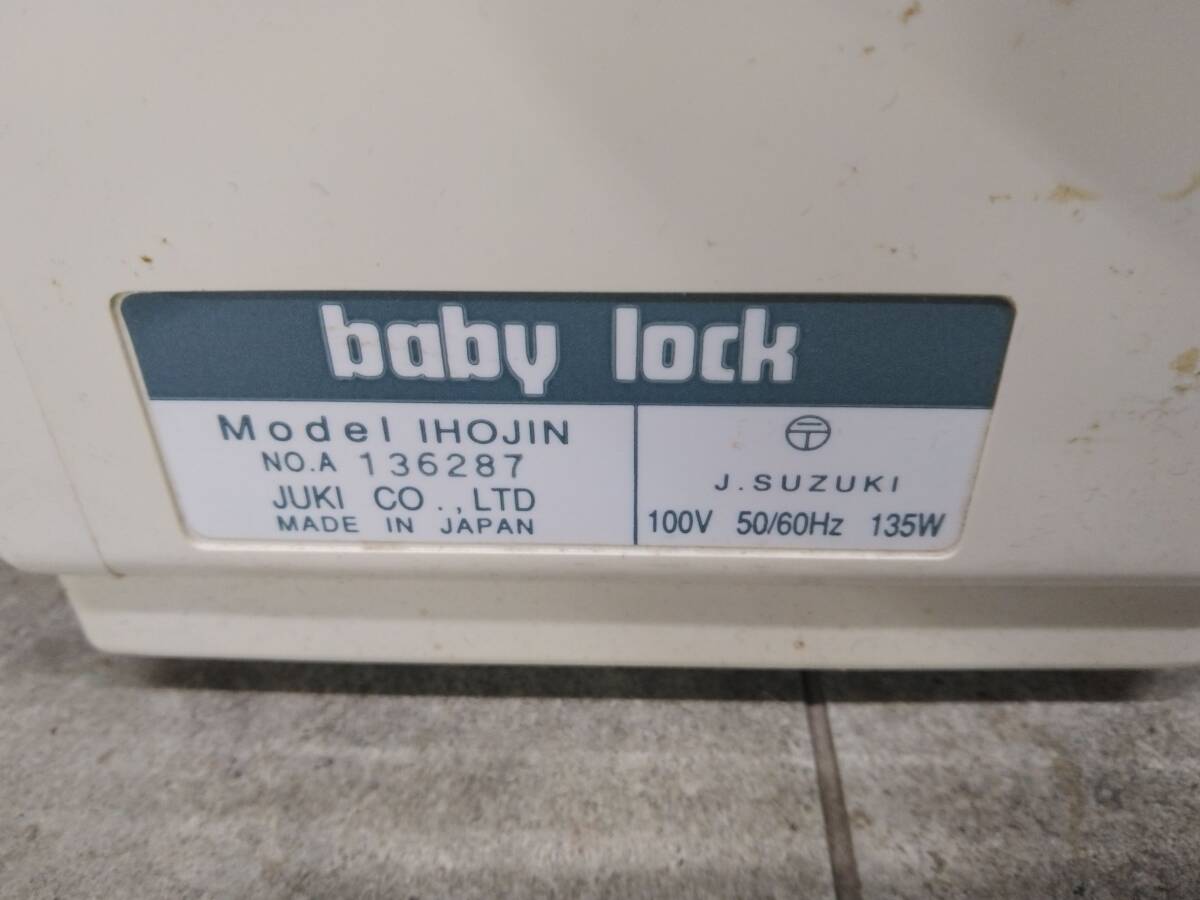 baby lock
Model IHOJIN
NO.A 136287
JUKI CO.,LTD
MADE IN JAPAN
〒
J.SUZUKI
100V 50/60Hz 135W